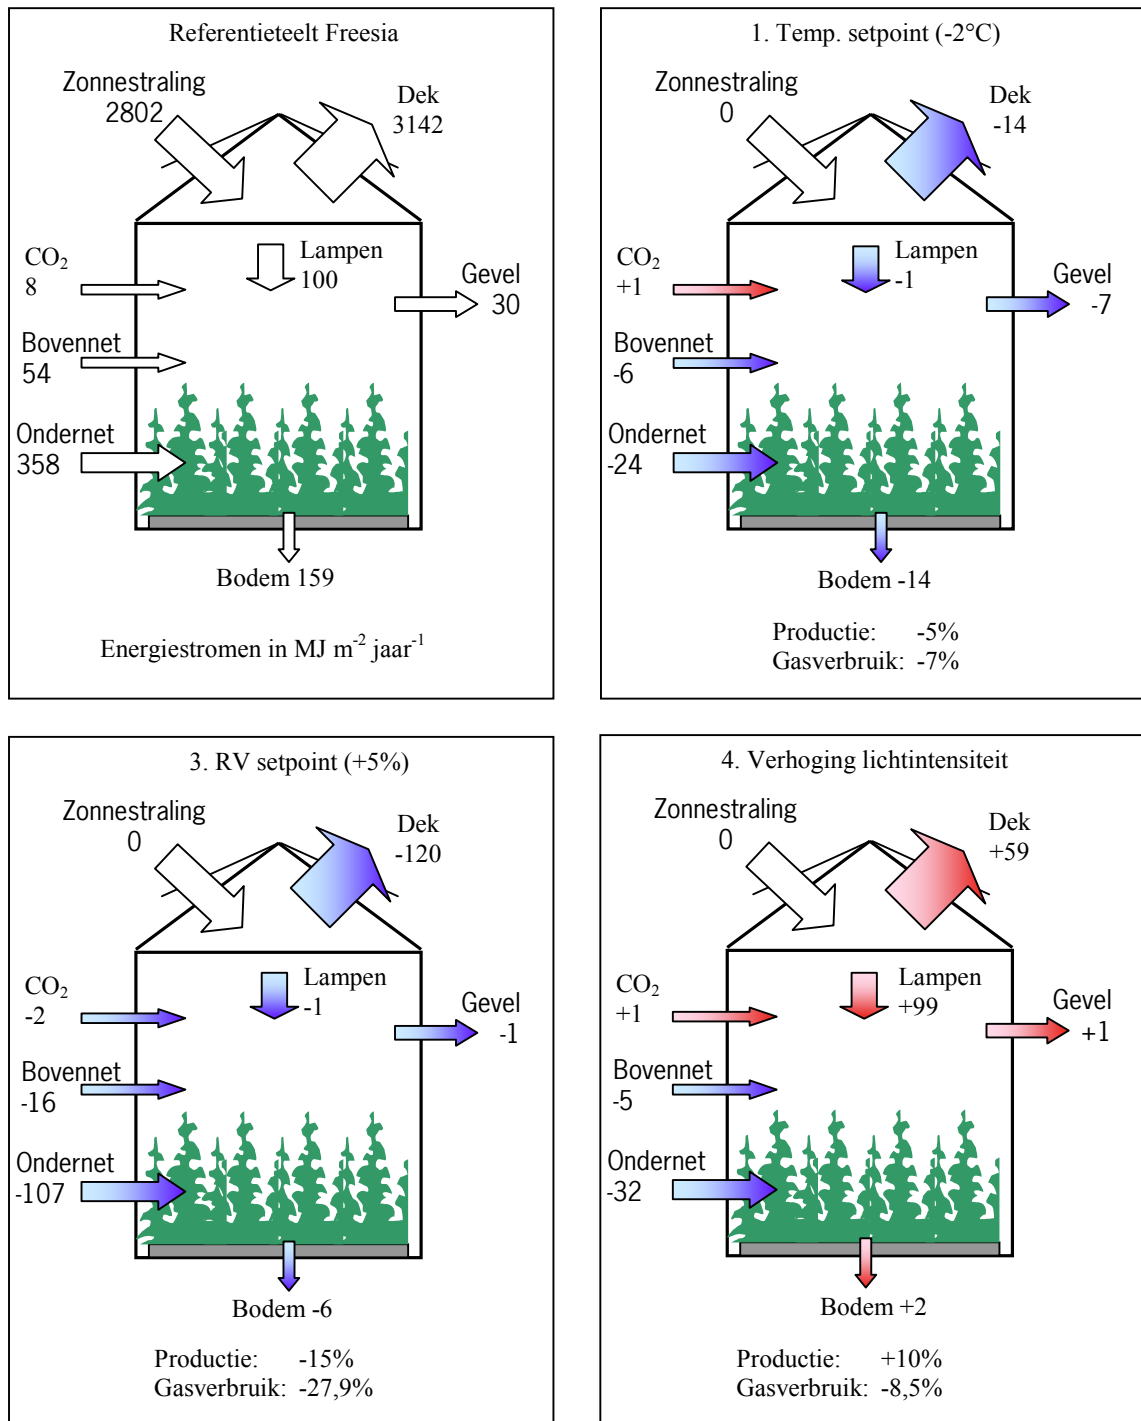 Referentieteelt Freesia
Zonnestraling
2802
Dek
3142
CO₂
8
Lampen
100
Gevel
30
Bovennet
54
Ondernet
358
Bodem 159
Energiestromen in MJ m⁻² jaar⁻¹
1. Temp. setpoint (-2°C)
Zonnestraling
0
Dek
-14
CO₂
+1
Lampen
-1
Gevel
-7
Bovennet
-6
Ondernet
-24
Bodem -14
Productie: -5%
Gasverbruik: -7%
3. RV setpoint (+5%)
Zonnestraling
0
Dek
-120
CO₂
-2
Lampen
-1
Gevel
-1
Bovennet
-16
Ondernet
-107
Bodem -6
Productie: -15%
Gasverbruik: -27,9%
4. Verhoging lichtintensiteit
Zonnestraling
0
Dek
+59
CO₂
+1
Lampen
+99
Gevel
+1
Bovennet
-5
Ondernet
-32
Bodem +2
Productie: +10%
Gasverbruik: -8,5%